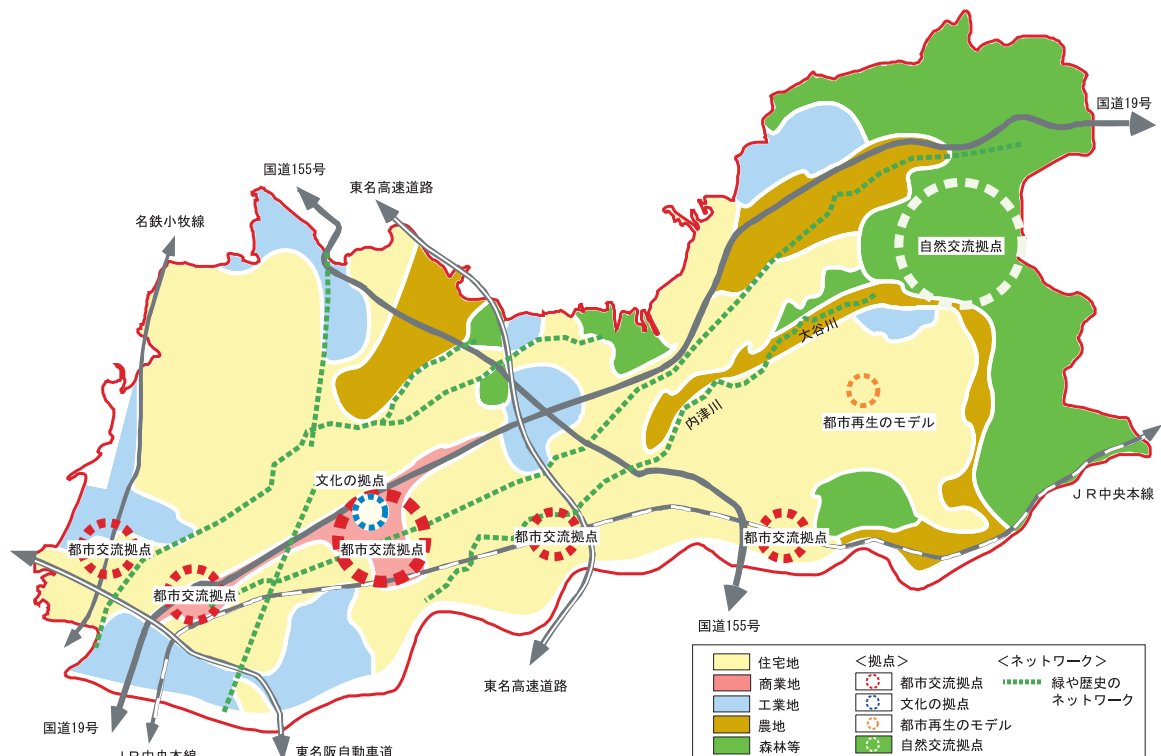 国道19号
国道155号
東名高速道路
名鉄小牧線
自然交流拠点
大谷川
内津川
都市再生のモデル
文化の拠点
JR中央本線
都市交流拠点
都市交流拠点
都市交流拠点
都市交流拠点
都市交流拠点
国道155号
東名高速道路
国道19号
JR中央本線
東名阪自動車道
住宅地
商業地
工業地
農地
森林等
＜拠点＞
都市交流拠点
文化の拠点
都市再生のモデル
自然交流拠点
＜ネットワーク＞
緑や歴史の
ネットワーク